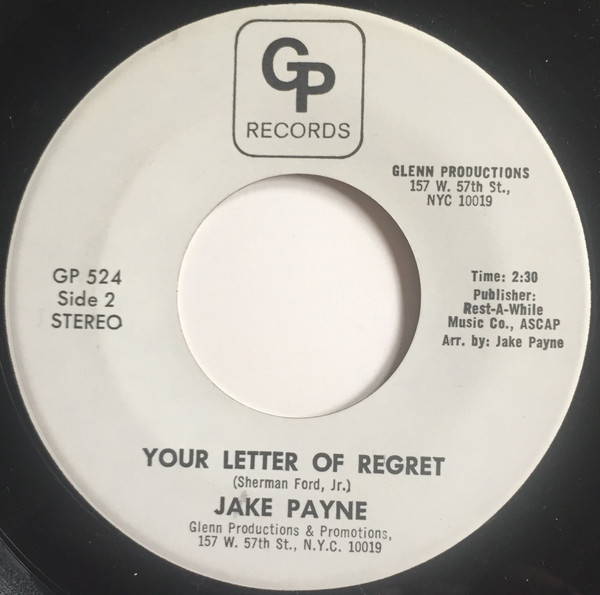 GP
RECORDS
GLENN PRODUCTIONS
157 W. 57th St.,
NYC 10019
GP 524
Side 2
STEREO
Time: 2:30
Publisher:
Rest-A-While
Music Co., ASCAP
Arr. by: Jake Payne
YOUR LETTER OF REGRET
(Sherman Ford, Jr.)
JAKE PAYNE
Glenn Productions & Promotions,
157 W. 57th St., N.Y.C. 10019